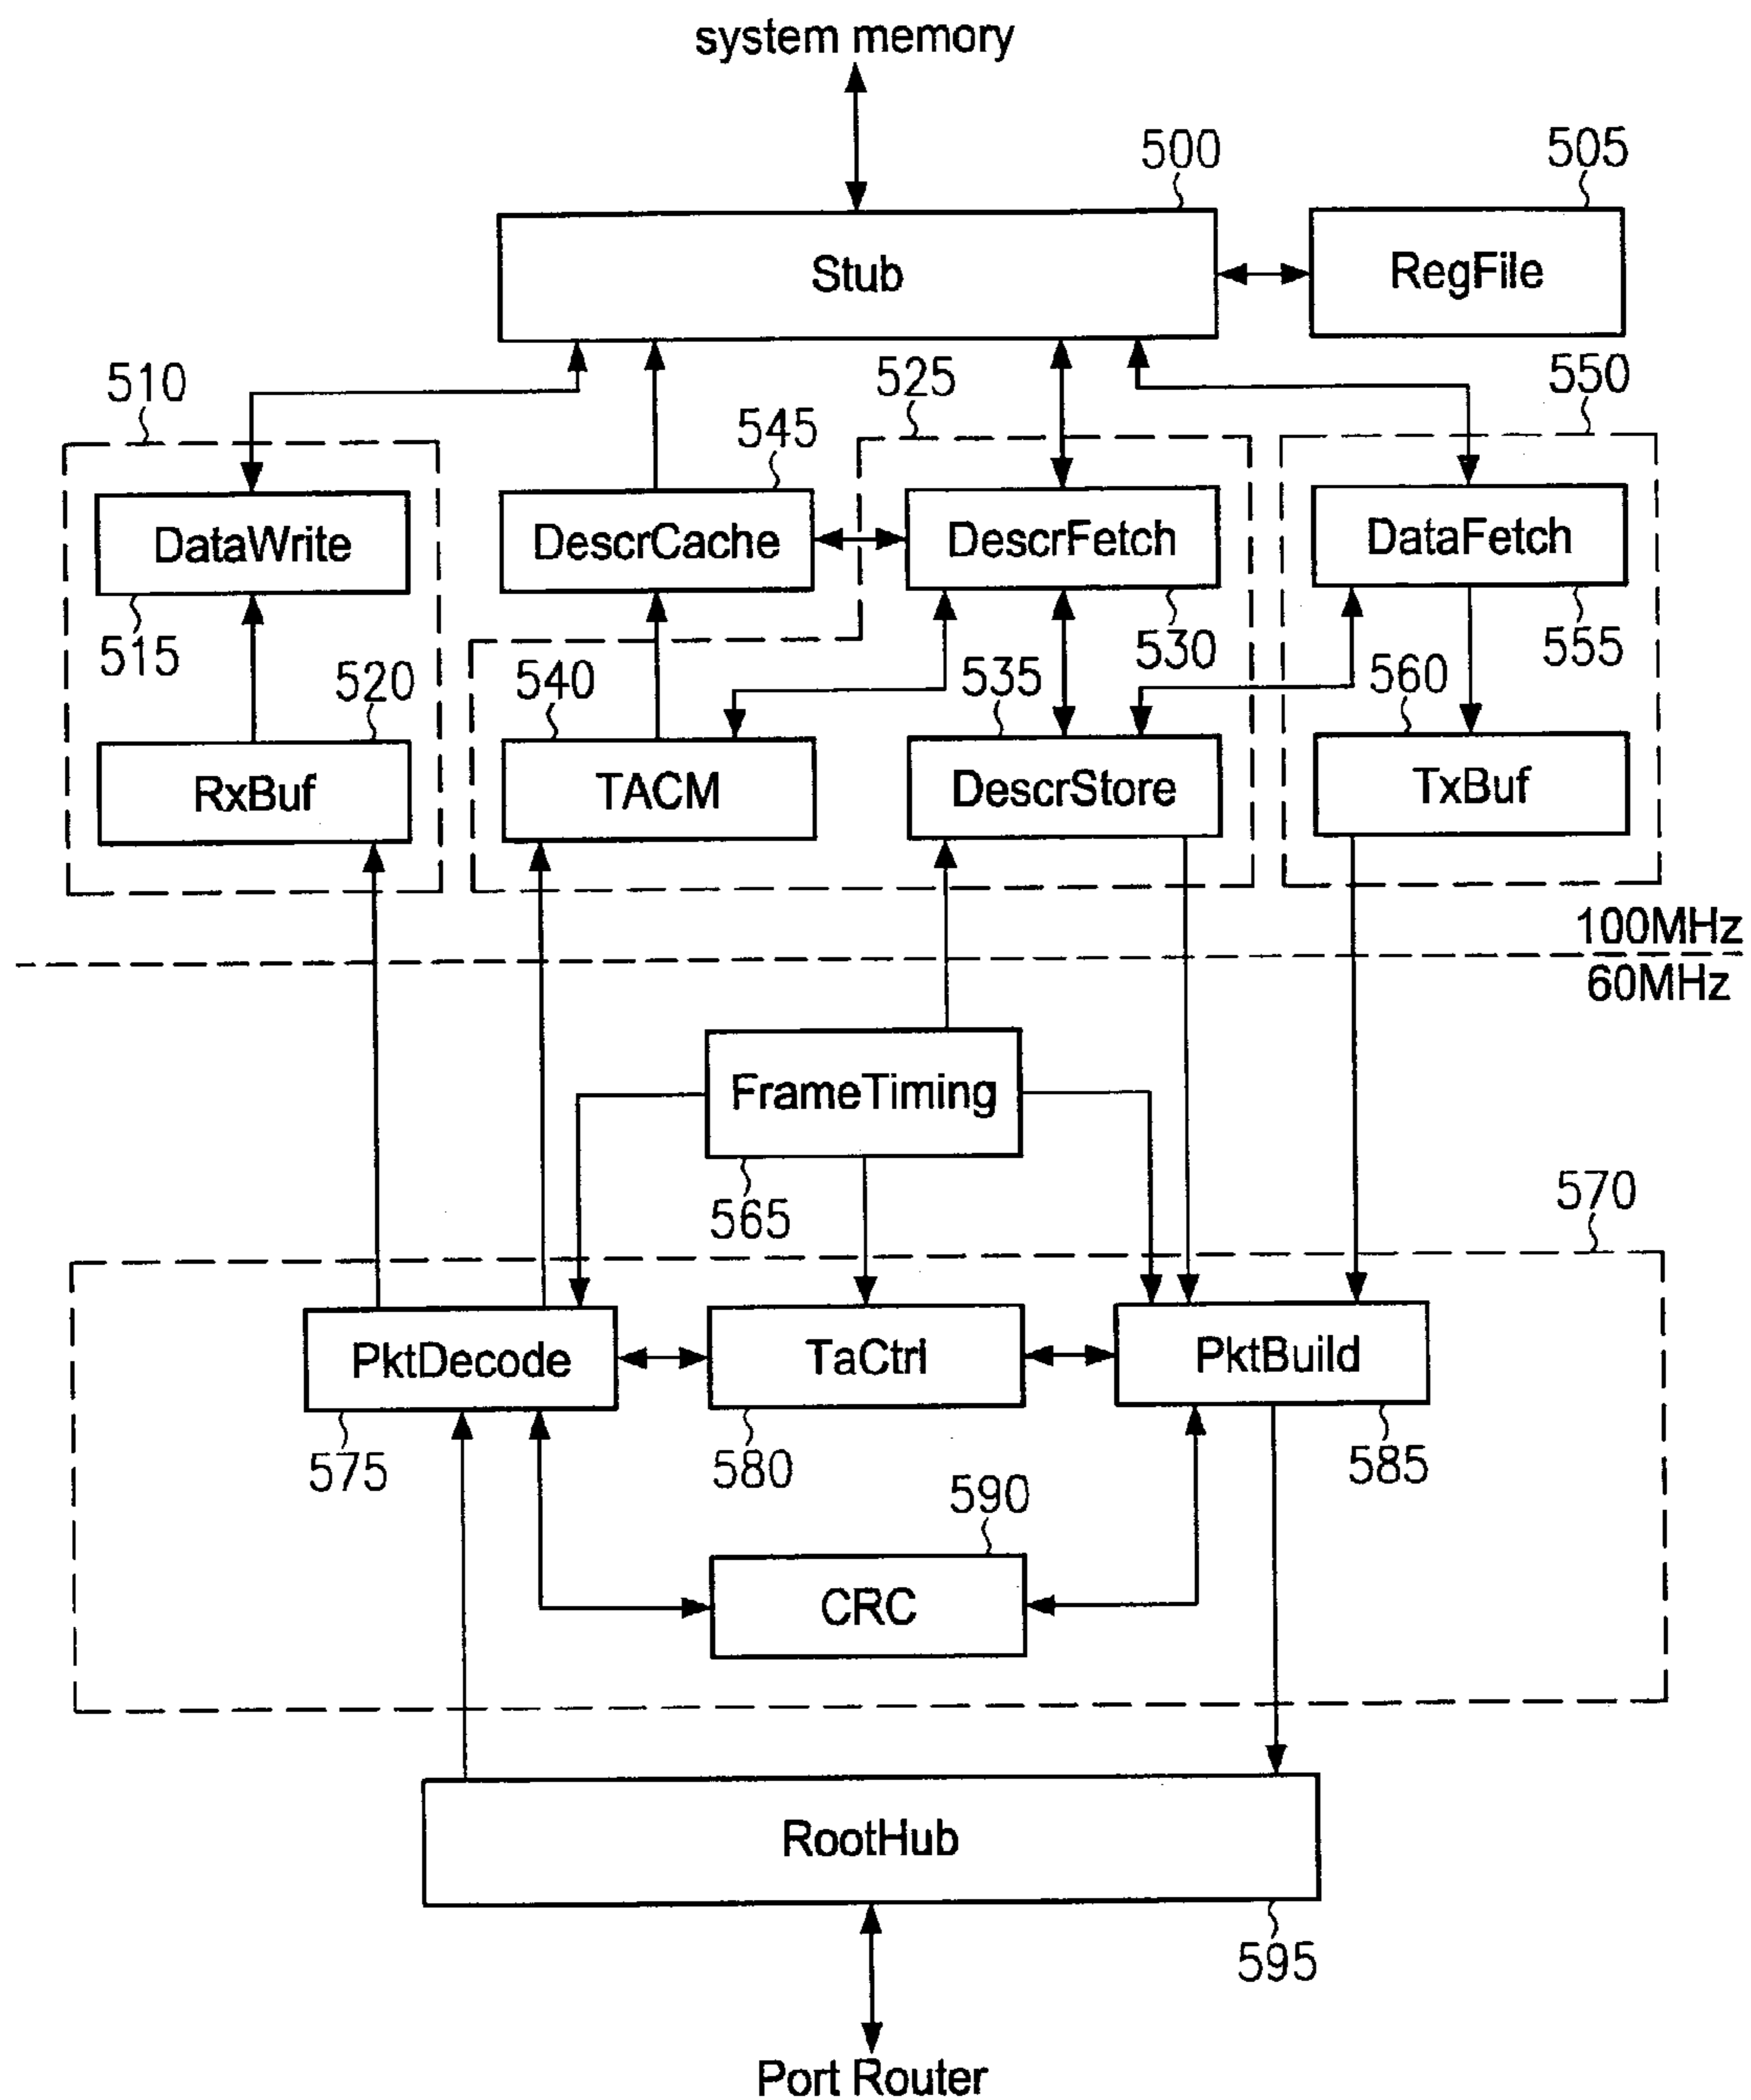 system memory
500
505
Stub
RegFile
510
525
550
545
DataWrite
DescrCache
DescrFetch
DataFetch
515
530
555
520
540
535
560
RxBuf
TACM
DescrStore
TxBuf
100MHz
60MHz
FrameTiming
565
570
PktDecode
TaCtrl
PktBuild
575
580
585
590
CRC
RootHub
595
Port Router